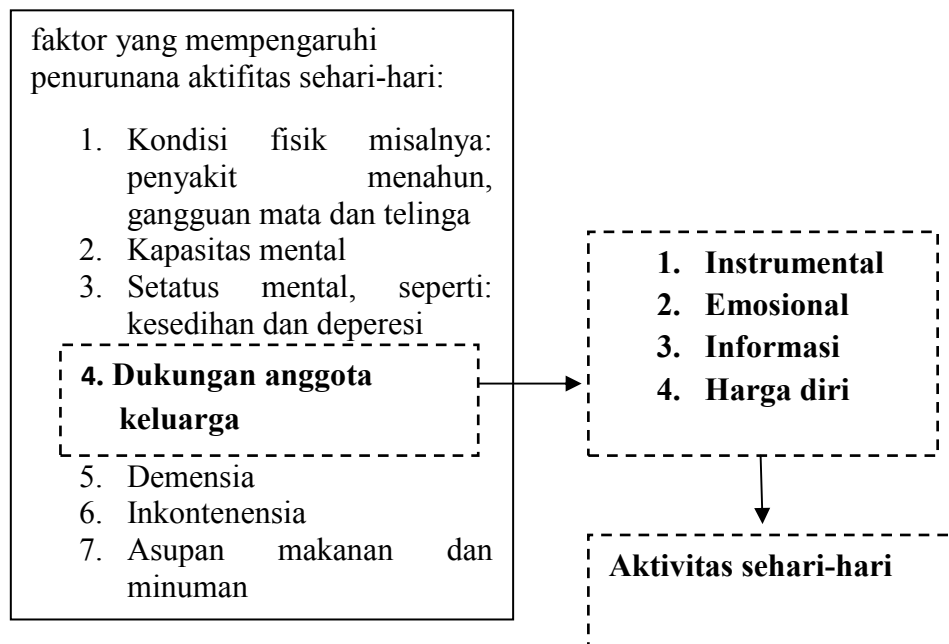 faktor yang mempengaruhi
penurunana aktifitas sehari-hari:
1. Kondisi fisik misalnya:
penyakit menahun,
gangguan mata dan telinga
2. Kapasitas mental
3. Setatus mental, seperti:
kesedihan dan deperesi
4. Dukungan anggota
keluarga
5. Demensia
6. Inkontenensia
7. Asupan makanan dan
minuman
1. Instrumental
2. Emosional
3. Informasi
4. Harga diri
Aktivitas sehari-hari